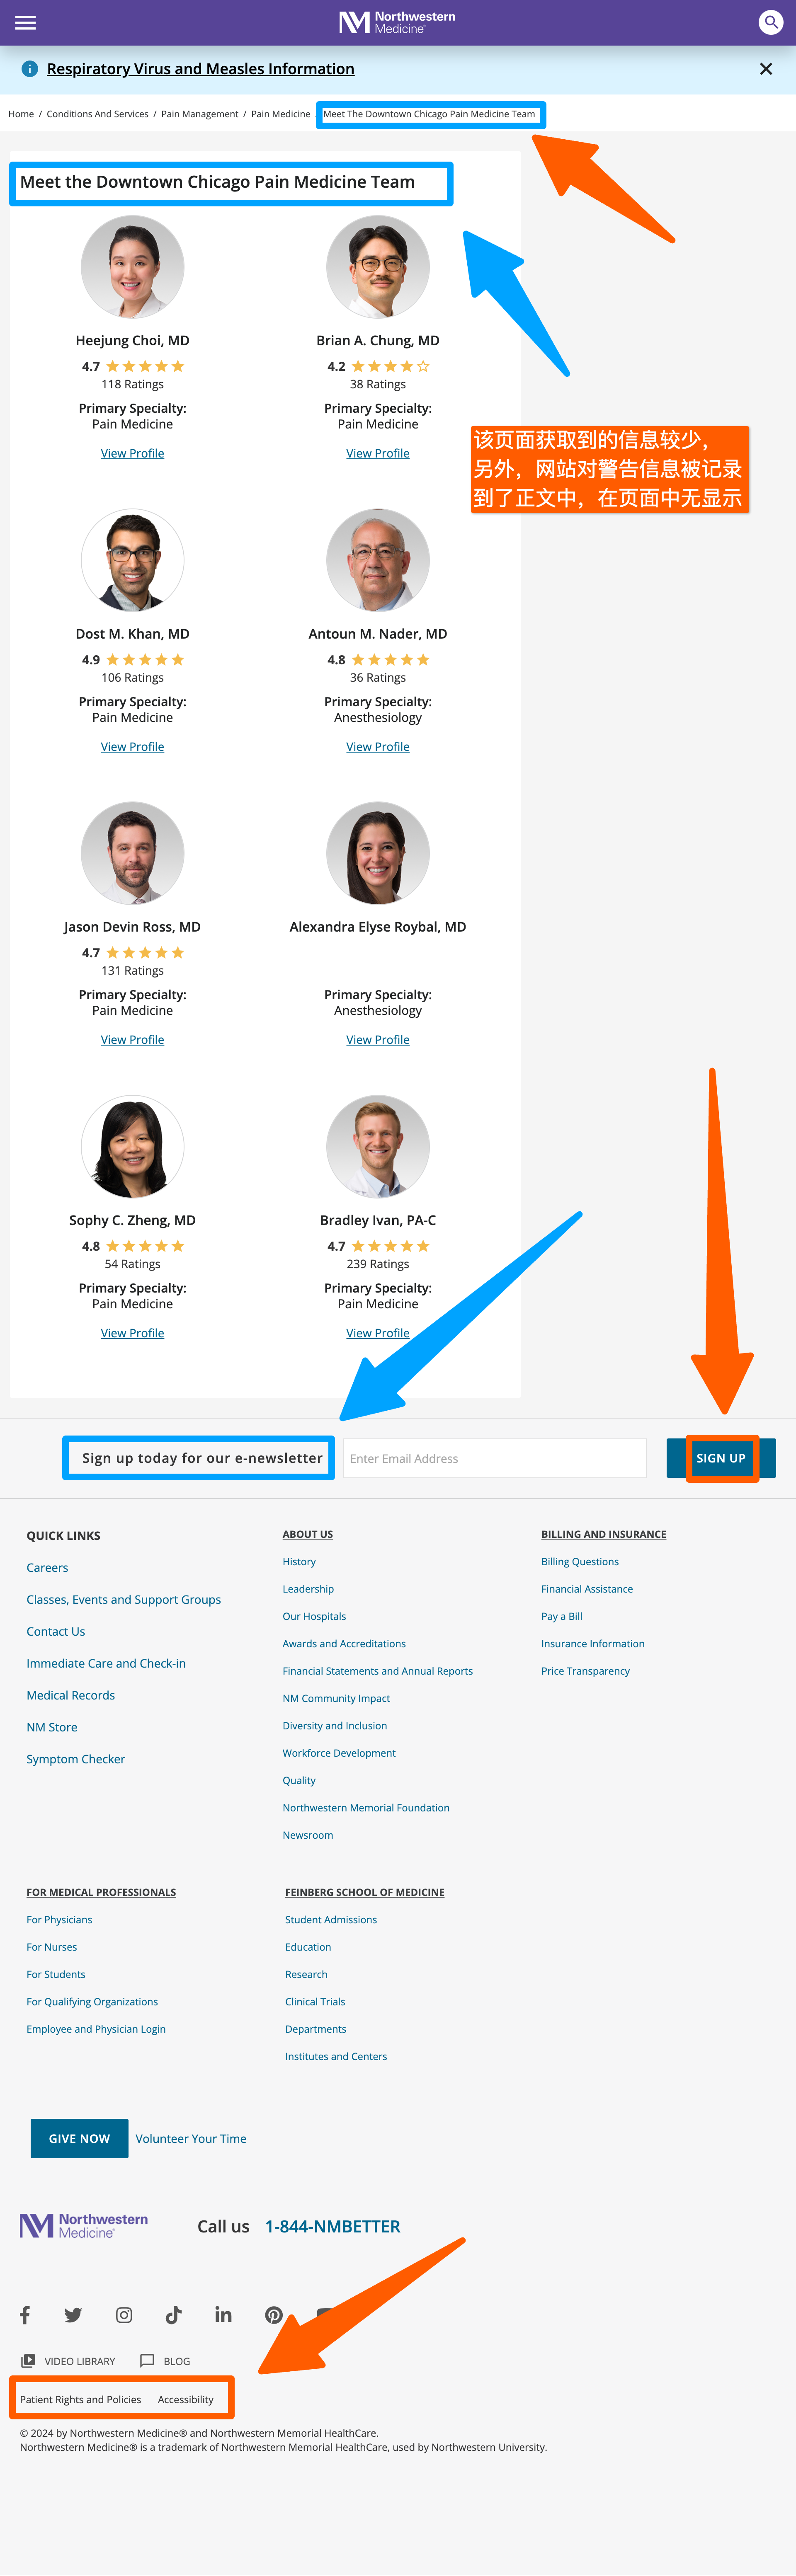 Northwestern
Medicine®
Respiratory Virus and Measles Information
Home / Conditions And Services / Pain Management / Pain Medicine / Meet The Downtown Chicago Pain Medicine Team
Meet the Downtown Chicago Pain Medicine Team
Heejung Choi, MD
4.7
118 Ratings
Primary Specialty:
Pain Medicine
View Profile
Brian A. Chung, MD
4.2
38 Ratings
Primary Specialty:
Pain Medicine
View Profile
该页面获取到的信息较少，
另外，网站对警告信息被记录
到了正文中，在页面中无显示
Dost M. Khan, MD
4.9
106 Ratings
Primary Specialty:
Pain Medicine
View Profile
Antoun M. Nader, MD
4.8
36 Ratings
Primary Specialty:
Anesthesiology
View Profile
Jason Devin Ross, MD
4.7
131 Ratings
Primary Specialty:
Pain Medicine
View Profile
Alexandra Elyse Roybal, MD
Primary Specialty:
Anesthesiology
View Profile
Sophy C. Zheng, MD
4.8
54 Ratings
Primary Specialty:
Pain Medicine
View Profile
Bradley Ivan, PA-C
4.7
239 Ratings
Primary Specialty:
Pain Medicine
View Profile
Sign up today for our e-newsletter
Enter Email Address
SIGN UP
QUICK LINKS
Careers
Classes, Events and Support Groups
Contact Us
Immediate Care and Check-in
Medical Records
NM Store
Symptom Checker
ABOUT US
History
Leadership
Our Hospitals
Awards and Accreditations
Financial Statements and Annual Reports
NM Community Impact
Diversity and Inclusion
Workforce Development
Quality
Northwestern Memorial Foundation
Newsroom
BILLING AND INSURANCE
Billing Questions
Financial Assistance
Pay a Bill
Insurance Information
Price Transparency
FOR MEDICAL PROFESSIONALS
For Physicians
For Nurses
For Students
For Qualifying Organizations
Employee and Physician Login
FEINBERG SCHOOL OF MEDICINE
Student Admissions
Education
Research
Clinical Trials
Departments
Institutes and Centers
GIVE NOW
Volunteer Your Time
Northwestern
Medicine®
Call us 1-844-NMBETTER
VIDEO LIBRARY
BLOG
Patient Rights and Policies
Accessibility
© 2024 by Northwestern Medicine® and Northwestern Memorial HealthCare.
Northwestern Medicine® is a trademark of Northwestern Memorial HealthCare, used by Northwestern University.